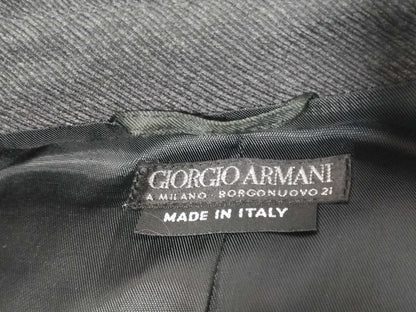 GIORGIO ARMANI
A MILANO - BORGONUOVO 21
MADE IN ITALY